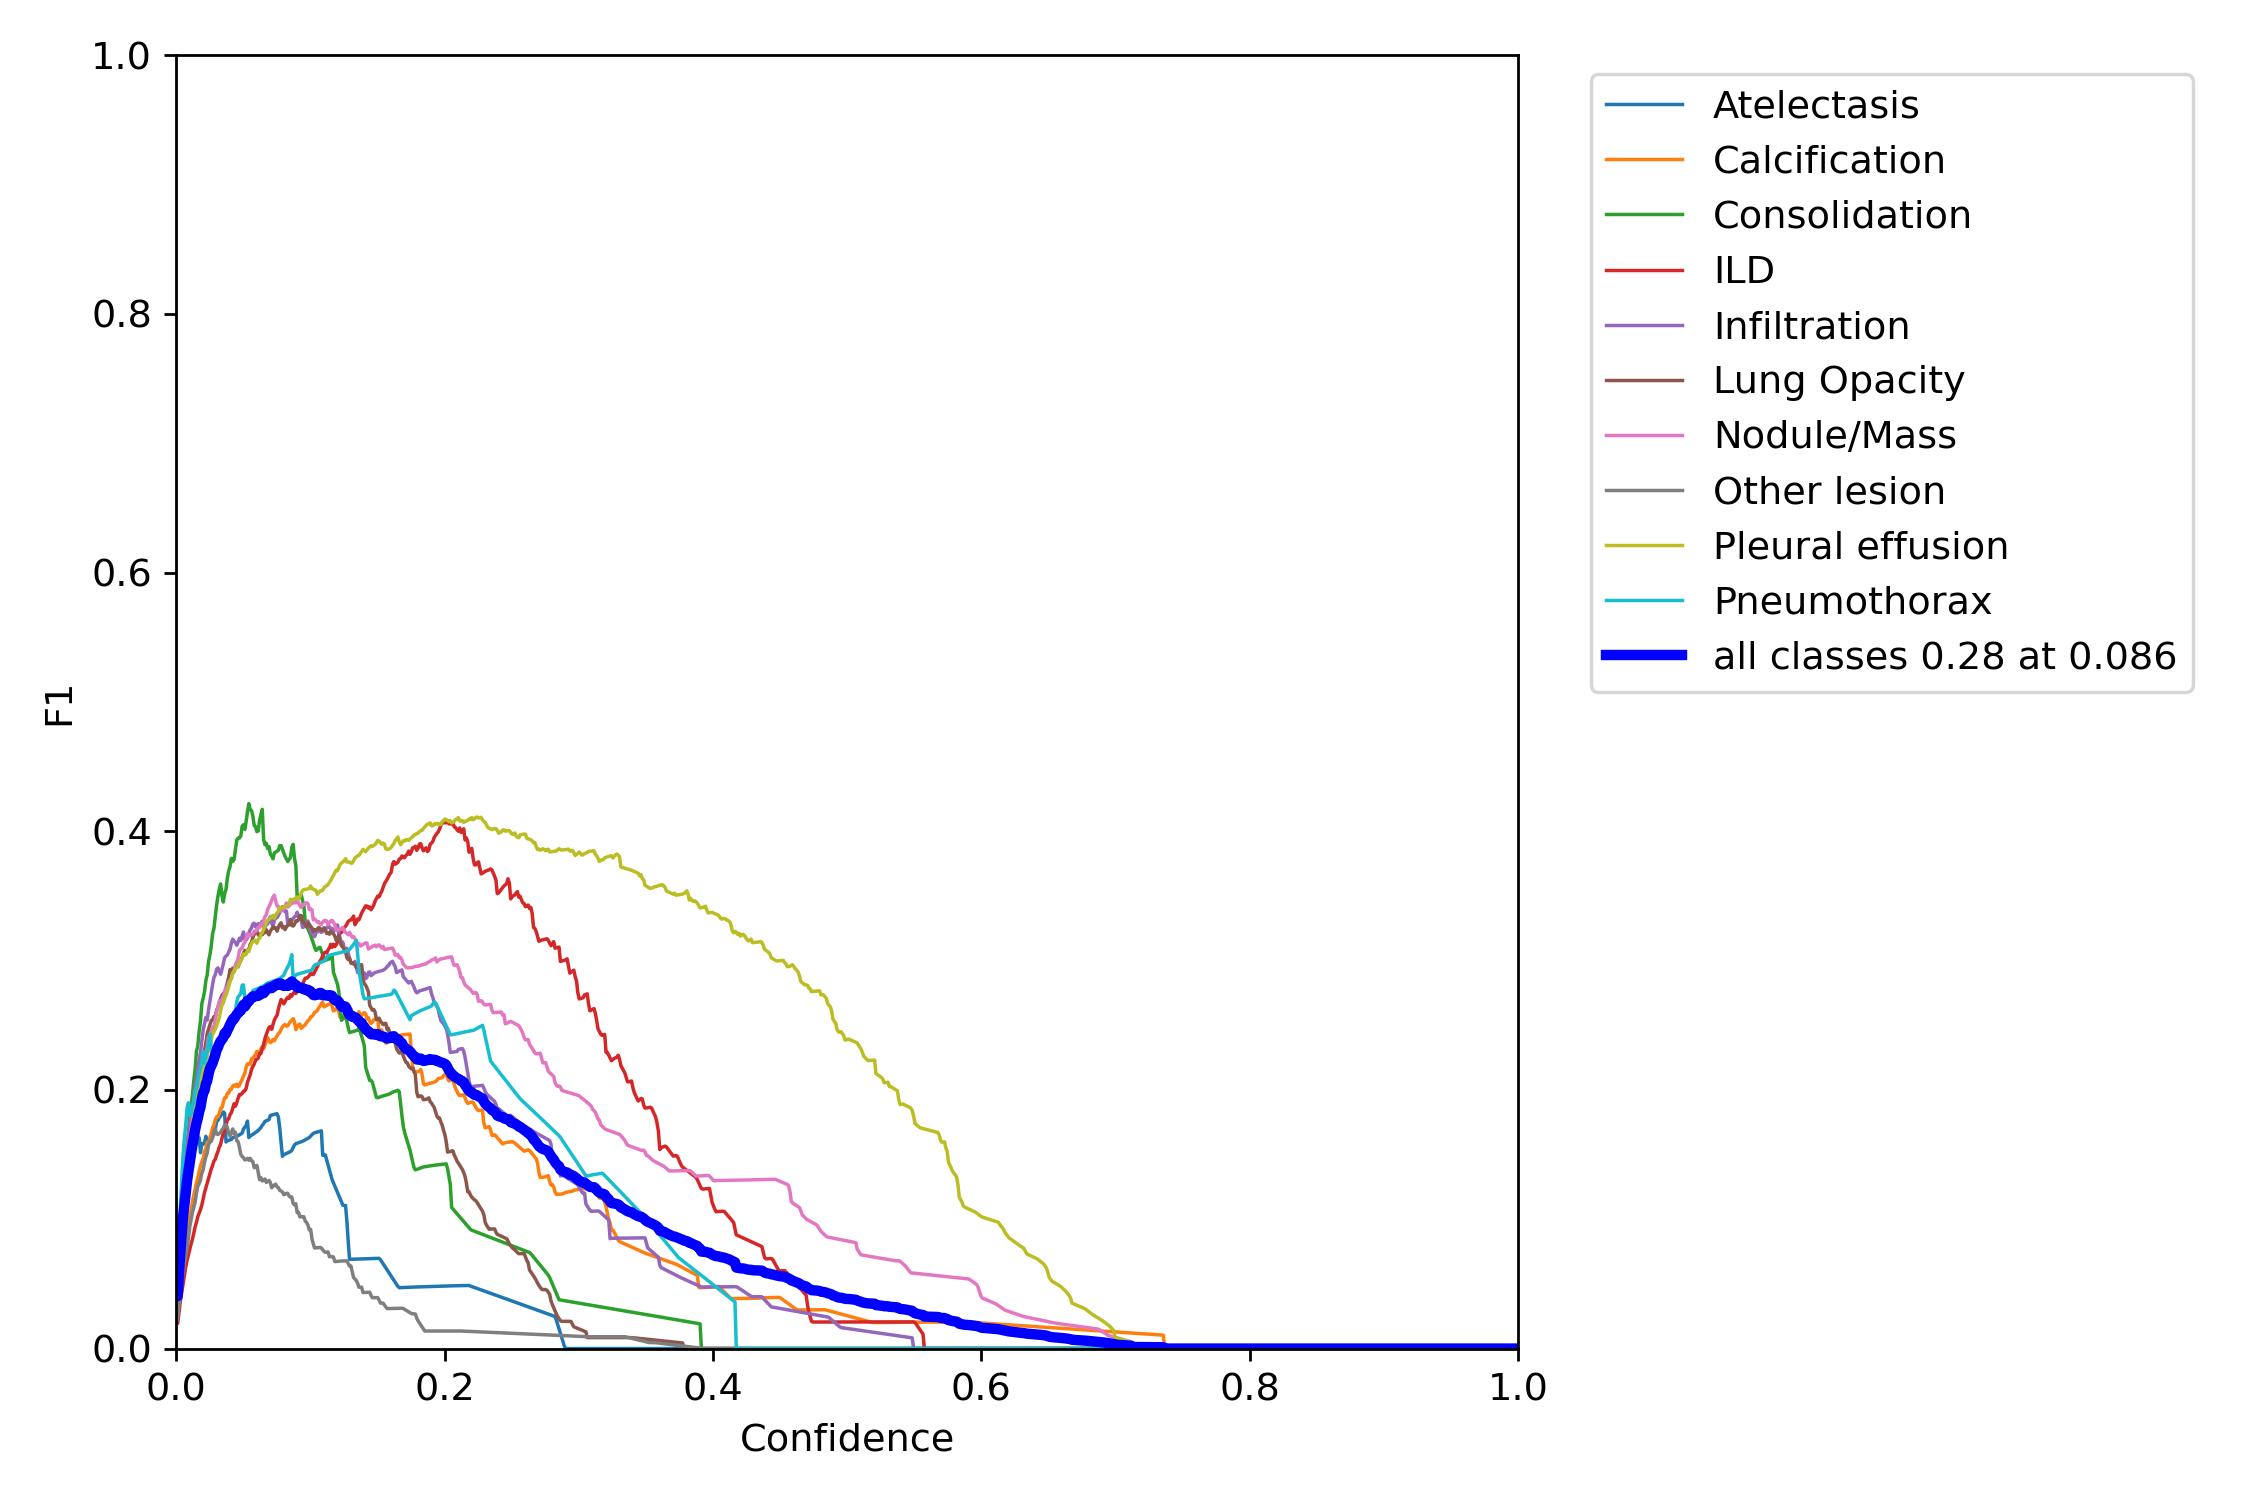 1.0
0.8
0.6
0.4
0.2
0.0
F1
0.0 0.2 0.4 0.6 0.8 1.0
Confidence
Atelectasis
Calcification
Consolidation
ILD
Infiltration
Lung Opacity
Nodule/Mass
Other lesion
Pleural effusion
Pneumothorax
all classes 0.28 at 0.086